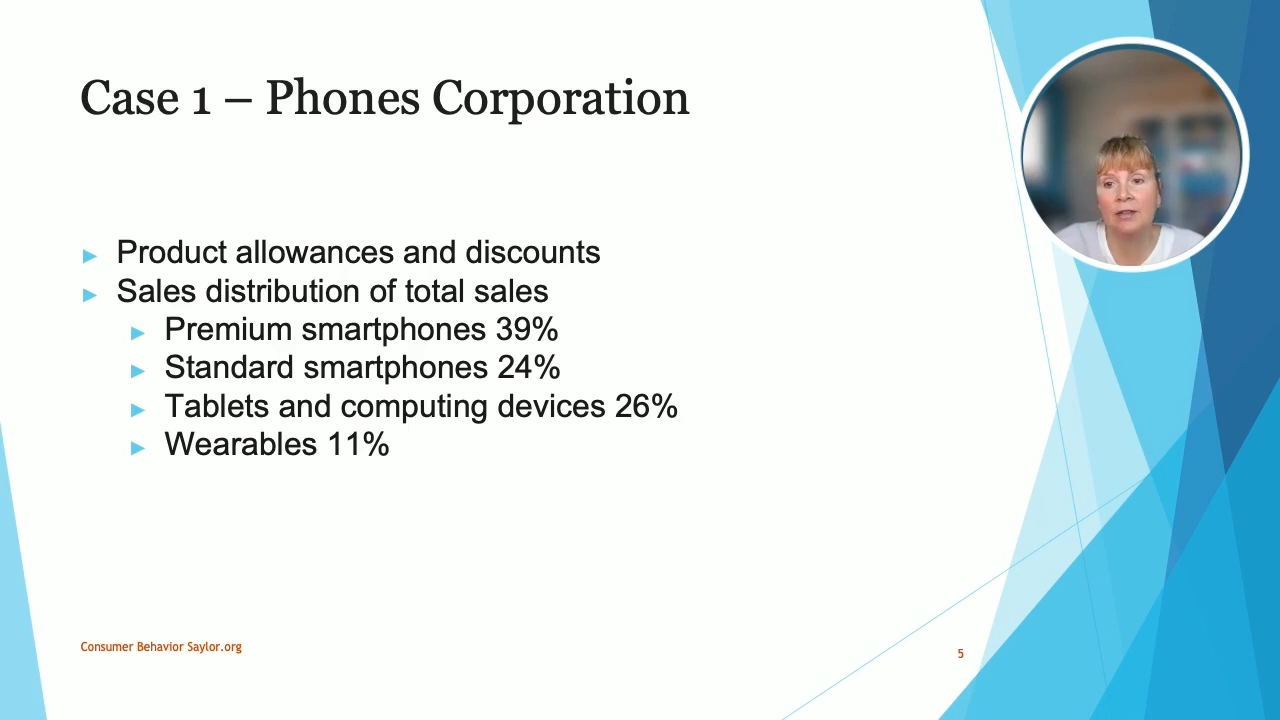 Case 1 – Phones Corporation
Product allowances and discounts
Sales distribution of total sales
Premium smartphones 39%
Standard smartphones 24%
Tablets and computing devices 26%
Wearables 11%
Consumer Behavior Saylor.org
5